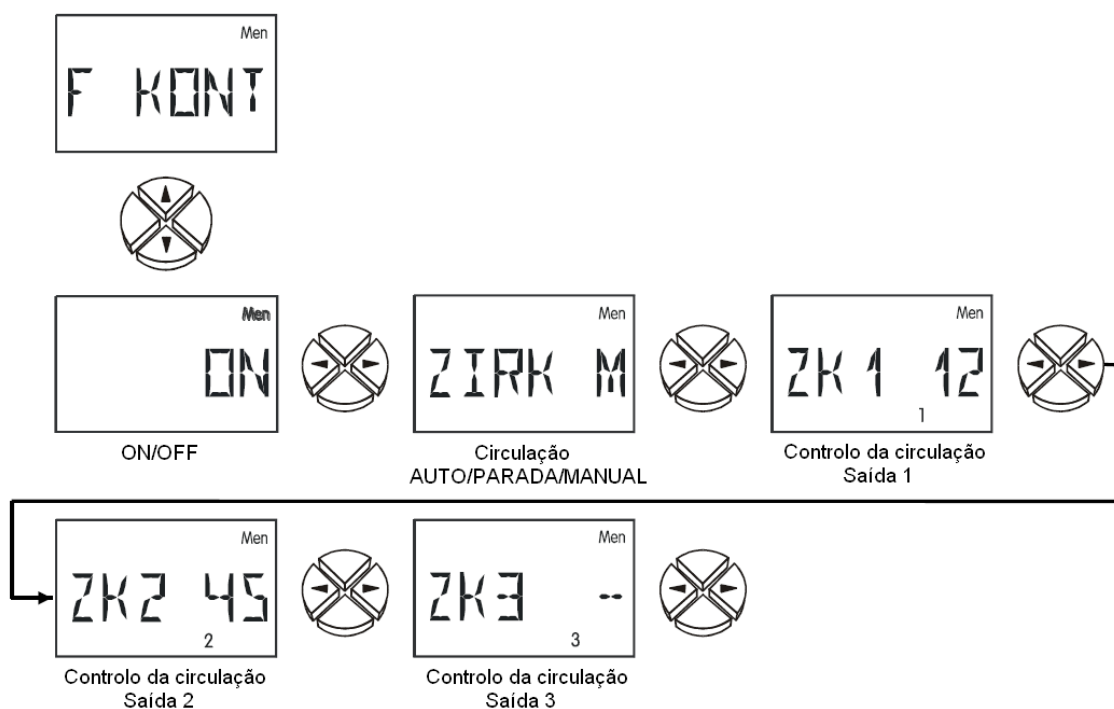 Men
F KONT
Men
ON
ON/OFF
Men
ZIRK M
Circulação
AUTO/PARADA/MANUAL
Men
ZK1 12
1
Controlo da circulação
Saída 1
Men
ZK2 45
2
Controlo da circulação
Saída 2
Men
ZK3 --
3
Controlo da circulação
Saída 3